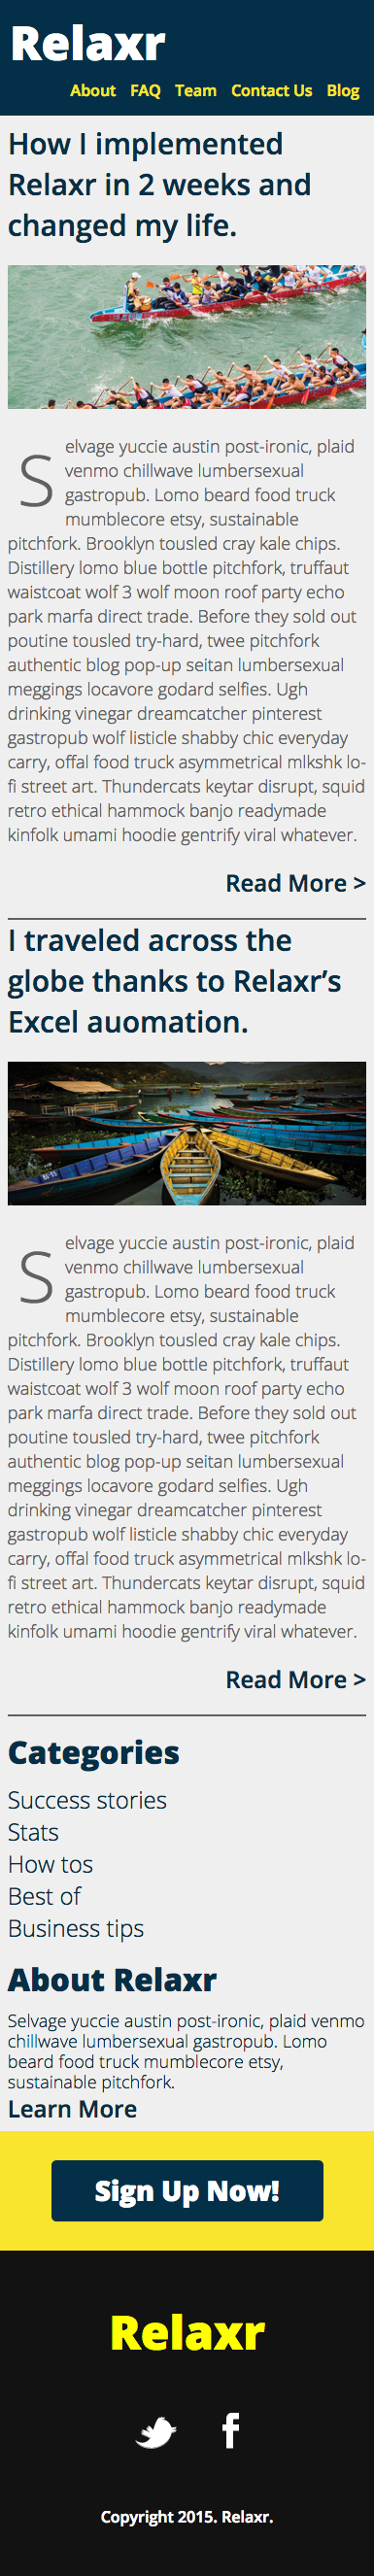 Relaxr
About FAQ Team Contact Us Blog
How I implemented
Relaxr in 2 weeks and
changed my life.
Selvage yuccie austin post-ironic, plaid
venmo chillwave lumbersexual
gastropub. Lomo beard food truck
mumblecore etsy, sustainable
pitchfork. Brooklyn tousled cray kale chips.
Distillery lomo blue bottle pitchfork, truffaut
waistcoat wolf 3 wolf moon roof party echo
park marfa direct trade. Before they sold out
poutine tousled try-hard, twee pitchfork
authentic blog pop-up seitan lumbersexual
meggings locavore godard selfies. Ugh
drinking vinegar dreamcatcher pinterest
gastropub wolf listicle shabby chic everyday
carry, offal food truck asymmetrical mlkshk lo-
fi street art. Thundercats keytar disrupt, squid
retro ethical hammock banjo readymade
kinfolk umami hoodie gentrify viral whatever.
Read More >
I traveled across the
globe thanks to Relaxr’s
Excel auomation.
Selvage yuccie austin post-ironic, plaid
venmo chillwave lumbersexual
gastropub. Lomo beard food truck
mumblecore etsy, sustainable
pitchfork. Brooklyn tousled cray kale chips.
Distillery lomo blue bottle pitchfork, truffaut
waistcoat wolf 3 wolf moon roof party echo
park marfa direct trade. Before they sold out
poutine tousled try-hard, twee pitchfork
authentic blog pop-up seitan lumbersexual
meggings locavore godard selfies. Ugh
drinking vinegar dreamcatcher pinterest
gastropub wolf listicle shabby chic everyday
carry, offal food truck asymmetrical mlkshk lo-
fi street art. Thundercats keytar disrupt, squid
retro ethical hammock banjo readymade
kinfolk umami hoodie gentrify viral whatever.
Read More >
Categories
Success stories
Stats
How tos
Best of
Business tips
About Relaxr
Selvage yuccie austin post-ironic, plaid venmo
chillwave lumbersexual gastropub. Lomo
beard food truck mumblecore etsy,
sustainable pitchfork.
Learn More
Sign Up Now!
Relaxr
Copyright 2015. Relaxr.